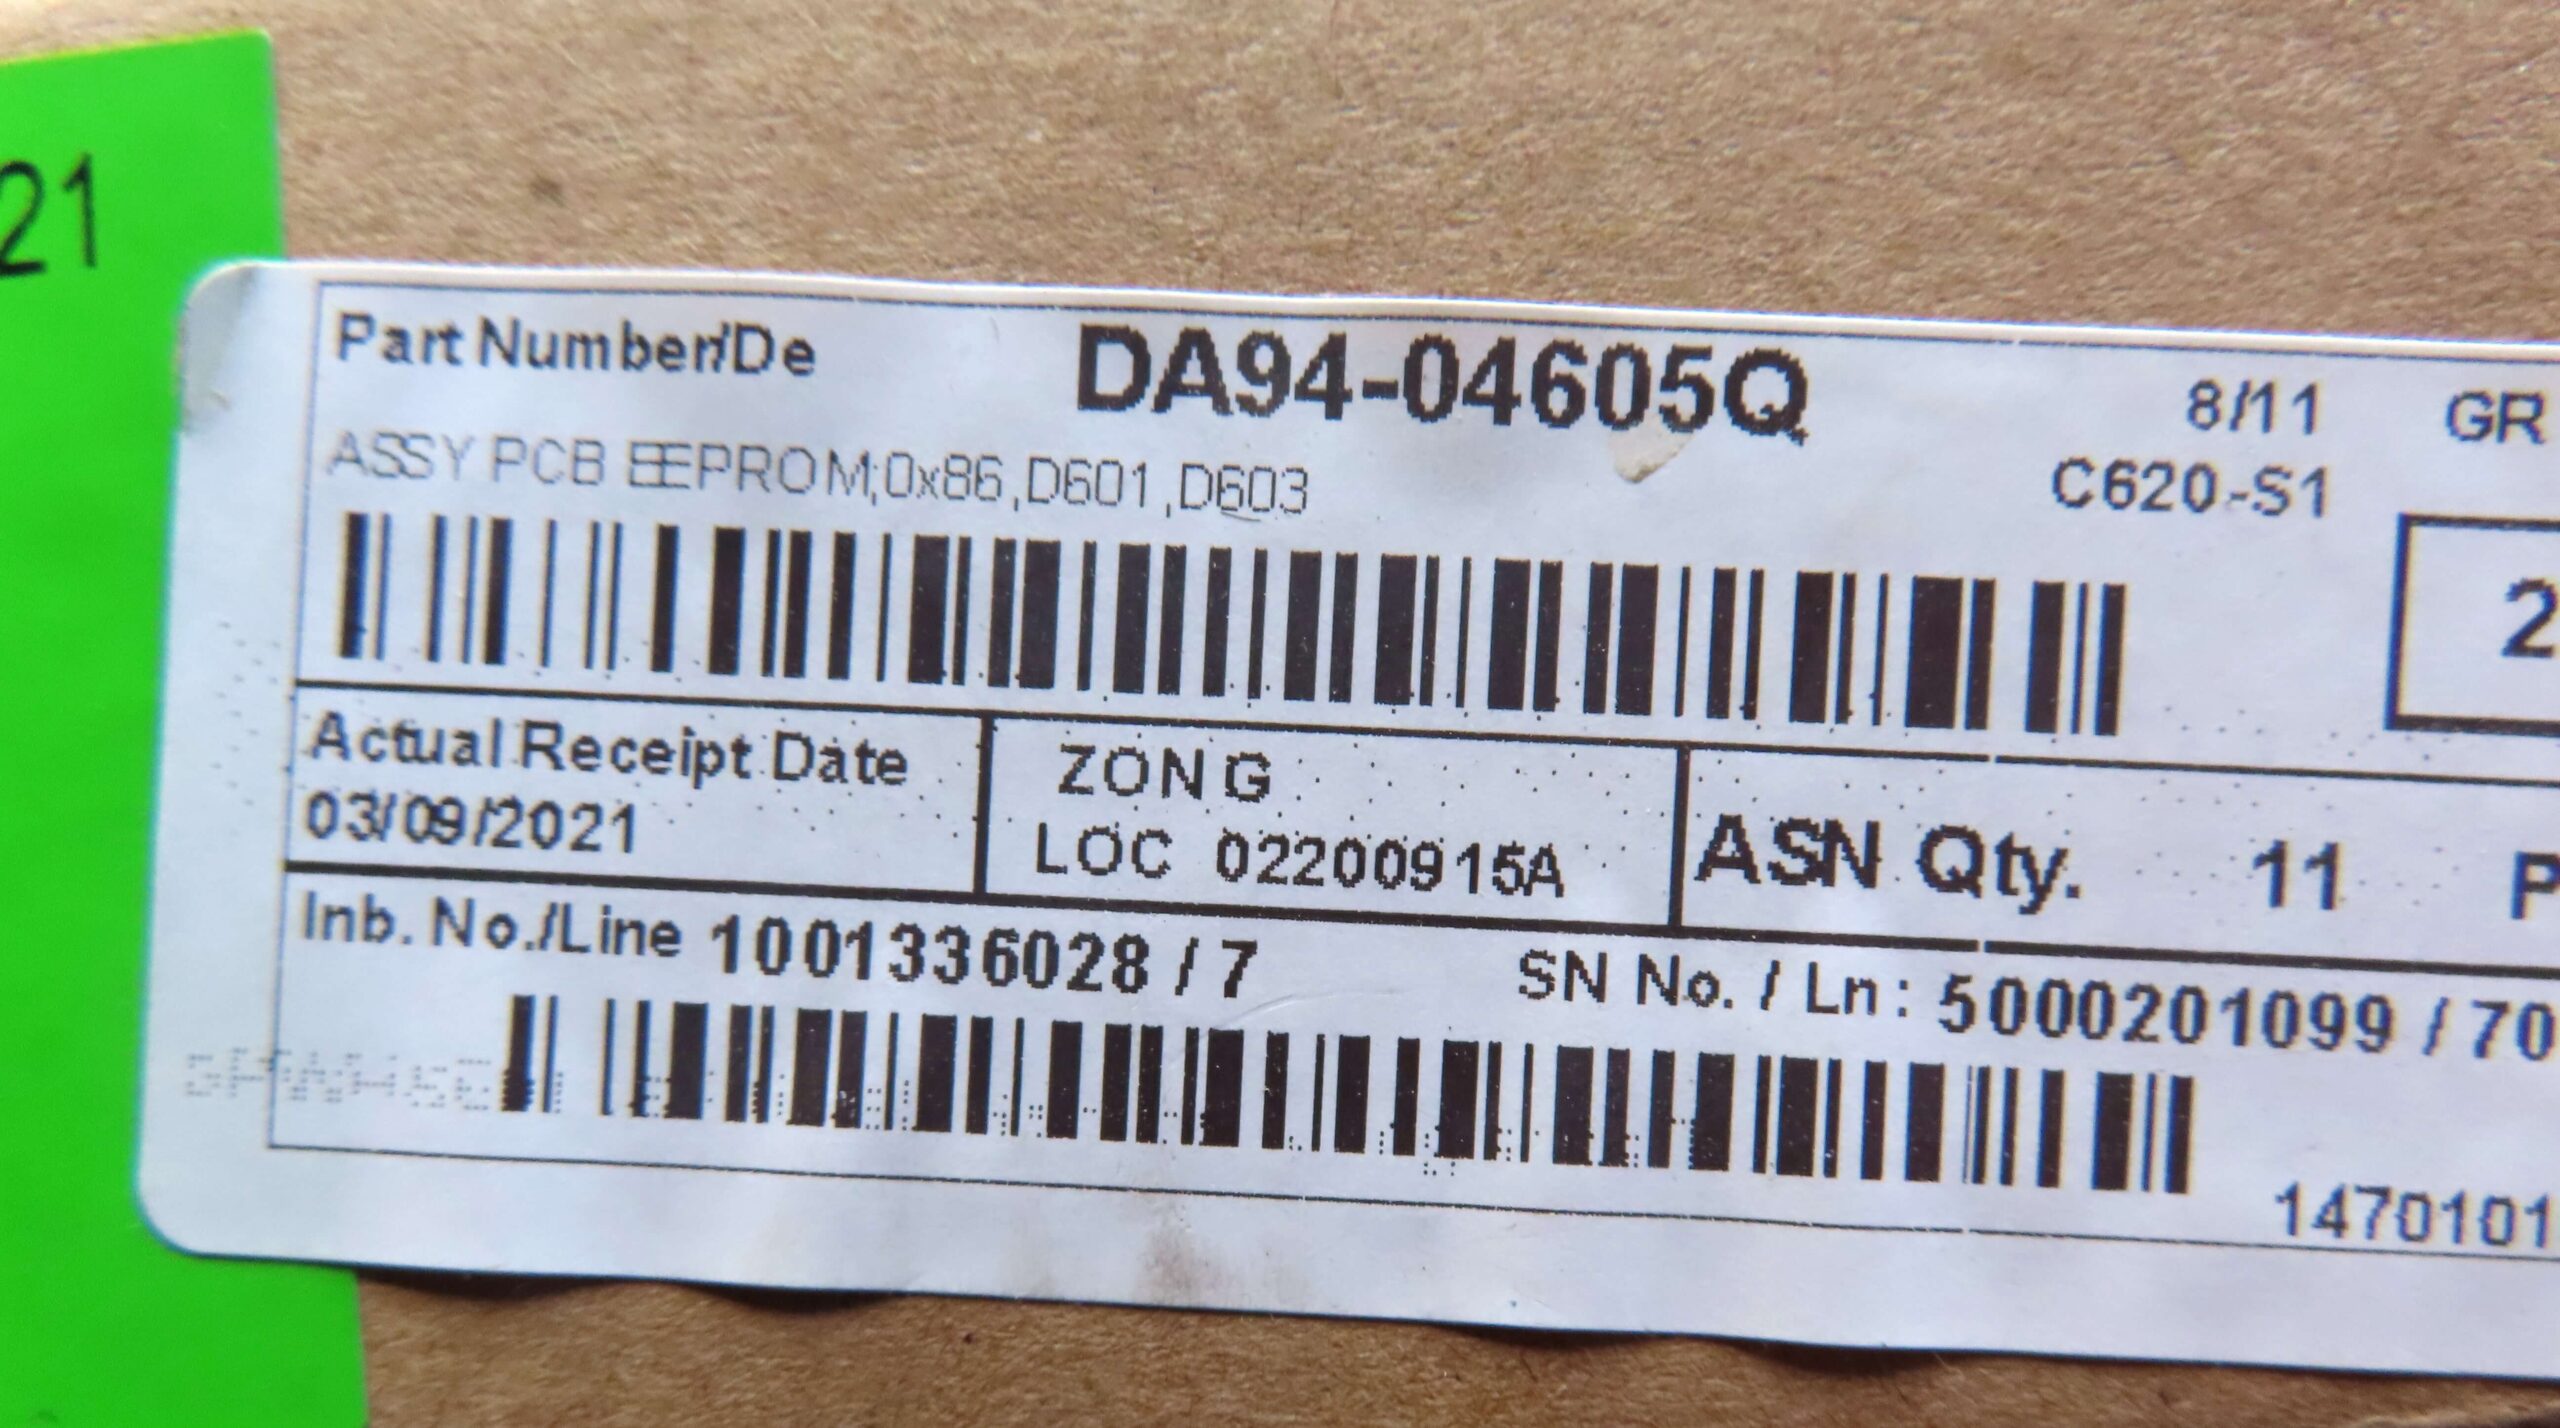 21
Part Number/De DA94-04605Q 8/11 GR
ASSY PCB EEPROM;0x86,D601,D603 C620-S1
2
Actual Receipt Date ZONG
03/09/2021 LOC 02200915A ASN Qty. 11 P
Inb. No./Line 1001336028 / 7 SN No. / Ln : 5000201099 / 70
1470101